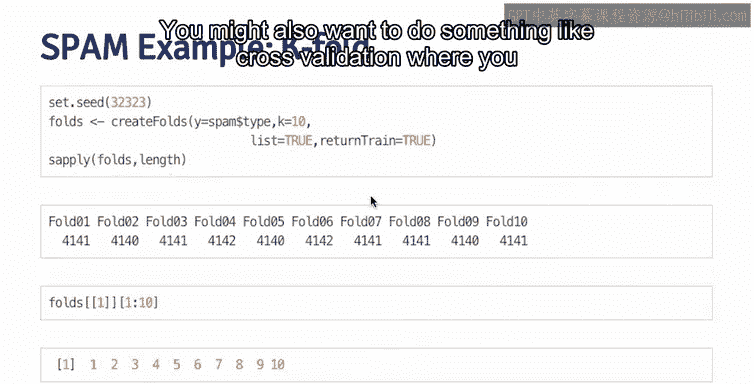 You might also want to do something like
cross validation where you
SPAM Example: K-fold
set.seed(32323)
folds <- createFolds(y=spam$type,k=10,
list=TRUE,returnTrain=TRUE)
sapply(folds,length)
Fold01 Fold02 Fold03 Fold04 Fold05 Fold06 Fold07 Fold08 Fold09 Fold10
4141 4140 4141 4142 4140 4142 4141 4141 4140 4141
folds[[1]][1:10]
[1] 1 2 3 4 5 6 7 8 9 10